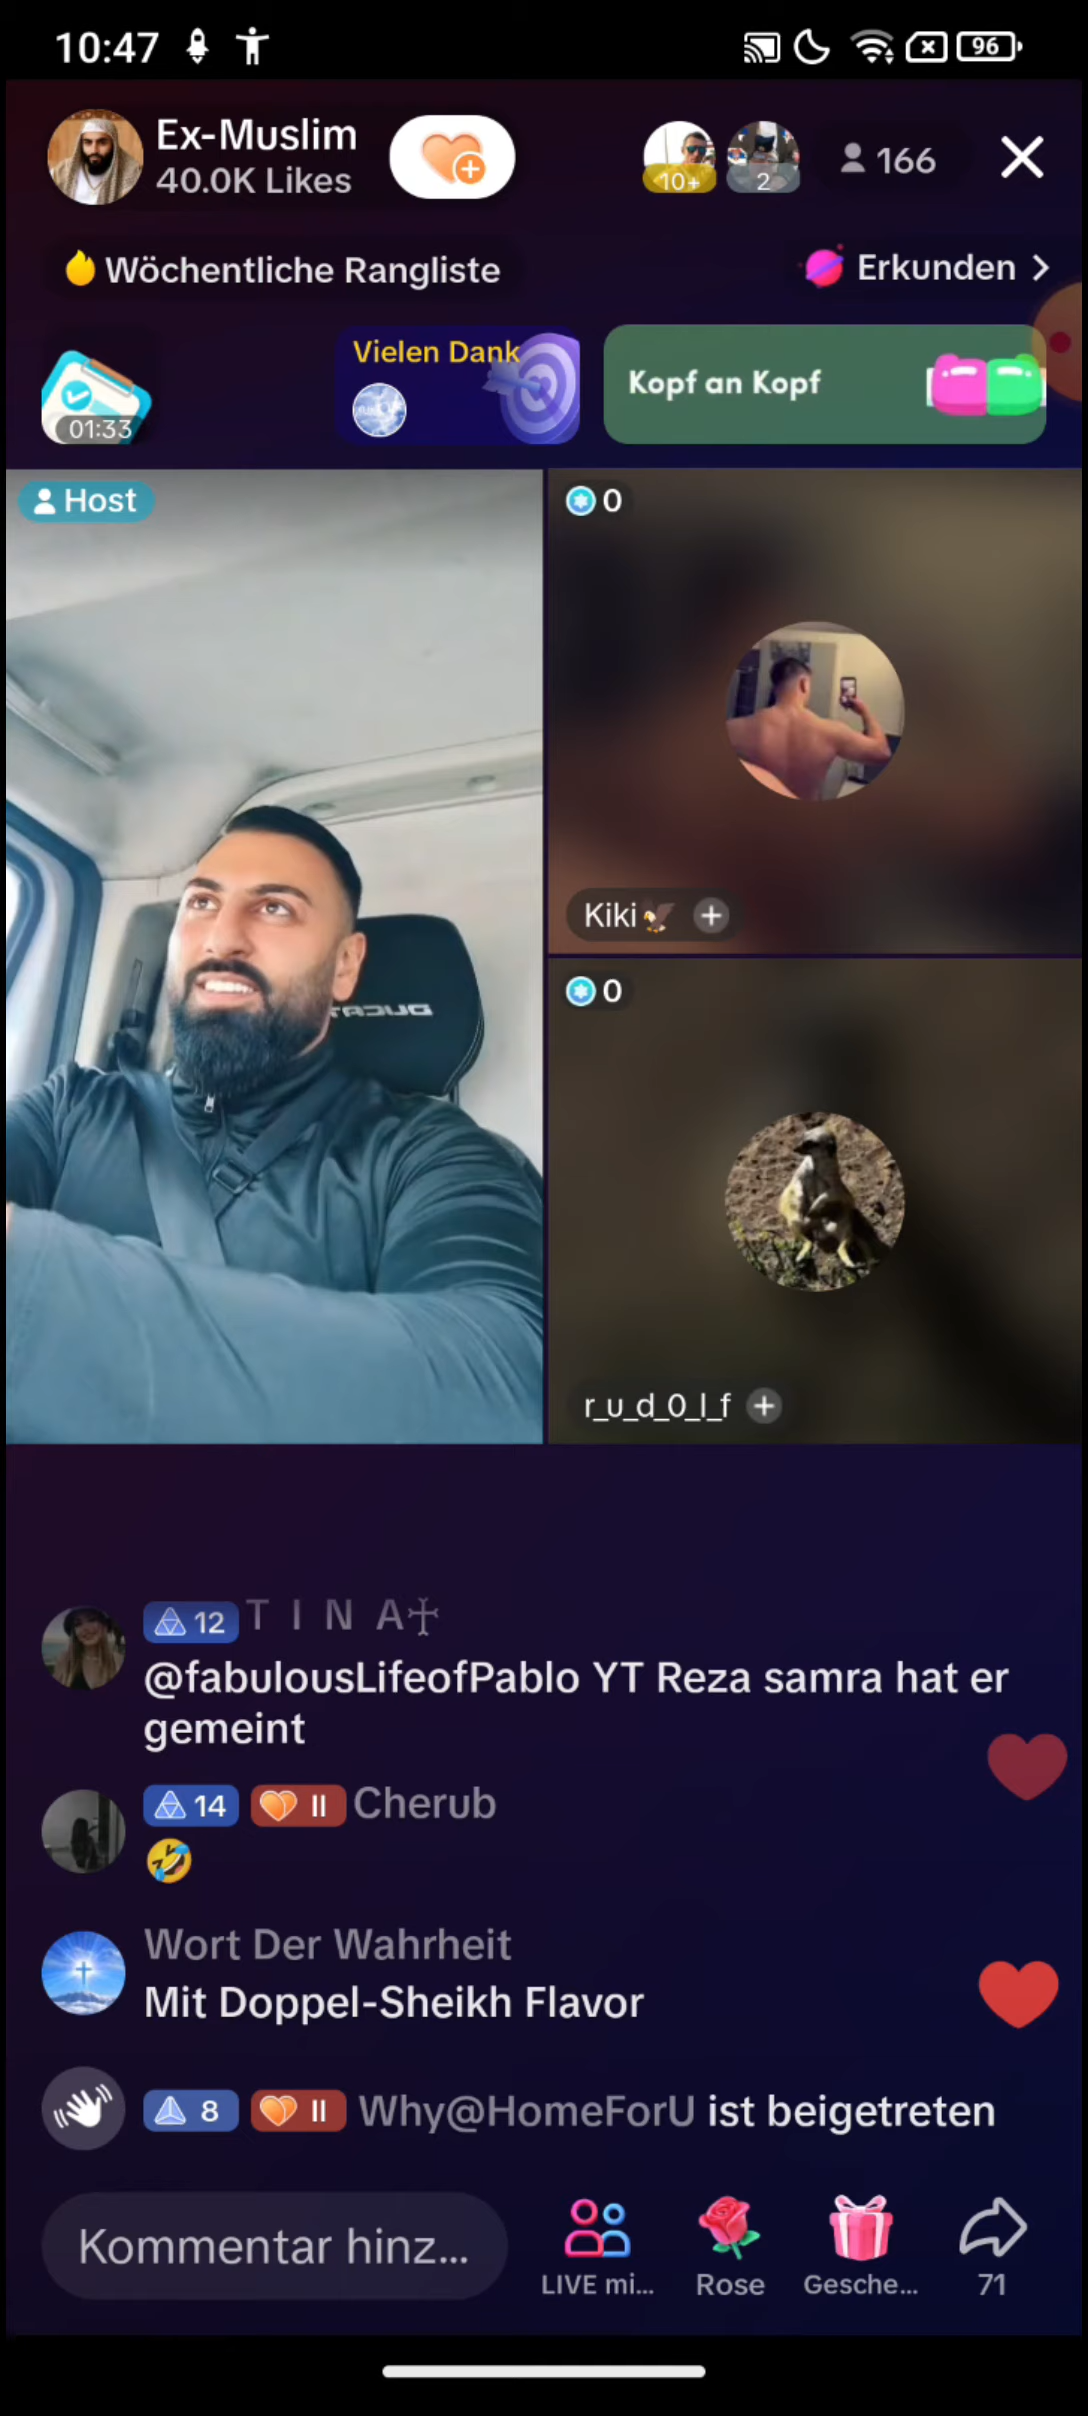 10:47
96
Ex-Muslim
40.0K Likes
10+
2
166
Wöchentliche Rangliste
Erkunden >
01:33
Vielen Dank
Kopf an Kopf
Host
0
DUCAT
Kiki
0
r_u_d_0_l_f
12 T I N A
@fabulousLifeofPablo YT Reza samra hat er
gemeint
14 II Cherub
🤣
Wort Der Wahrheit
Mit Doppel-Sheikh Flavor
8 II Why@HomeForU ist beigetreten
Kommentar hinz...
LIVE mi...
Rose
Gesche...
71